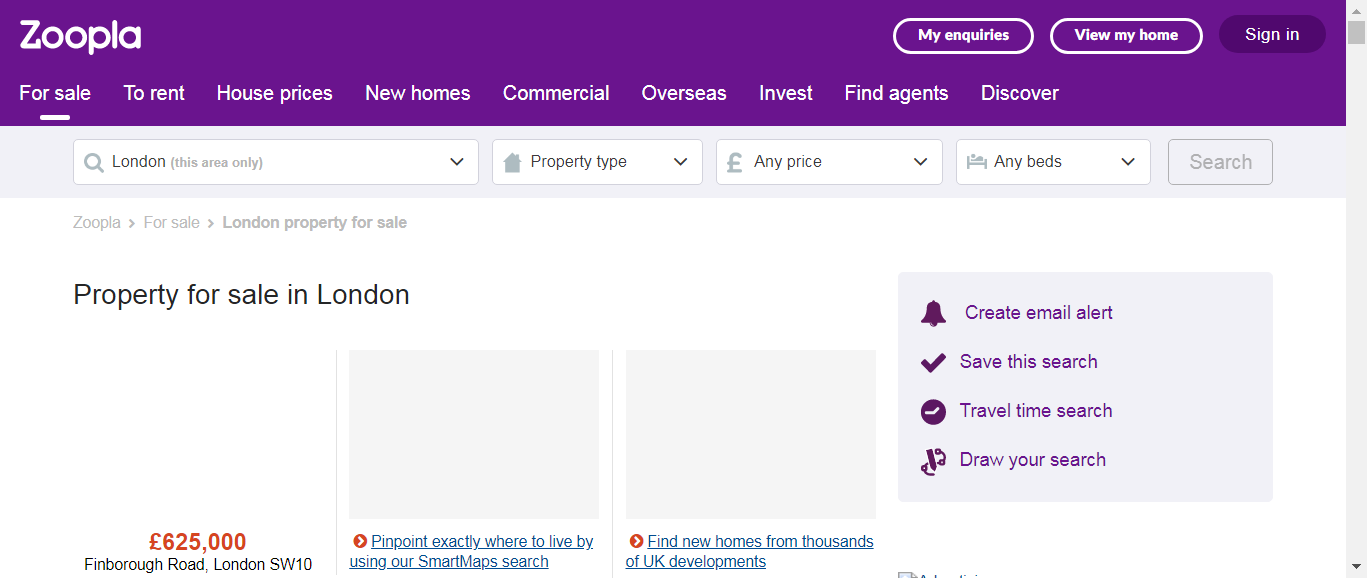 Zoopla
My enquiries
View my home
Sign in
For sale
To rent
House prices
New homes
Commercial
Overseas
Invest
Find agents
Discover
London (this area only)
Property type
£ Any price
Any beds
Search
Zoopla > For sale > London property for sale
Property for sale in London
£625,000
Finborough Road, London SW10
Pinpoint exactly where to live by
using our SmartMaps search
Find new homes from thousands
of UK developments
Create email alert
Save this search
Travel time search
Draw your search